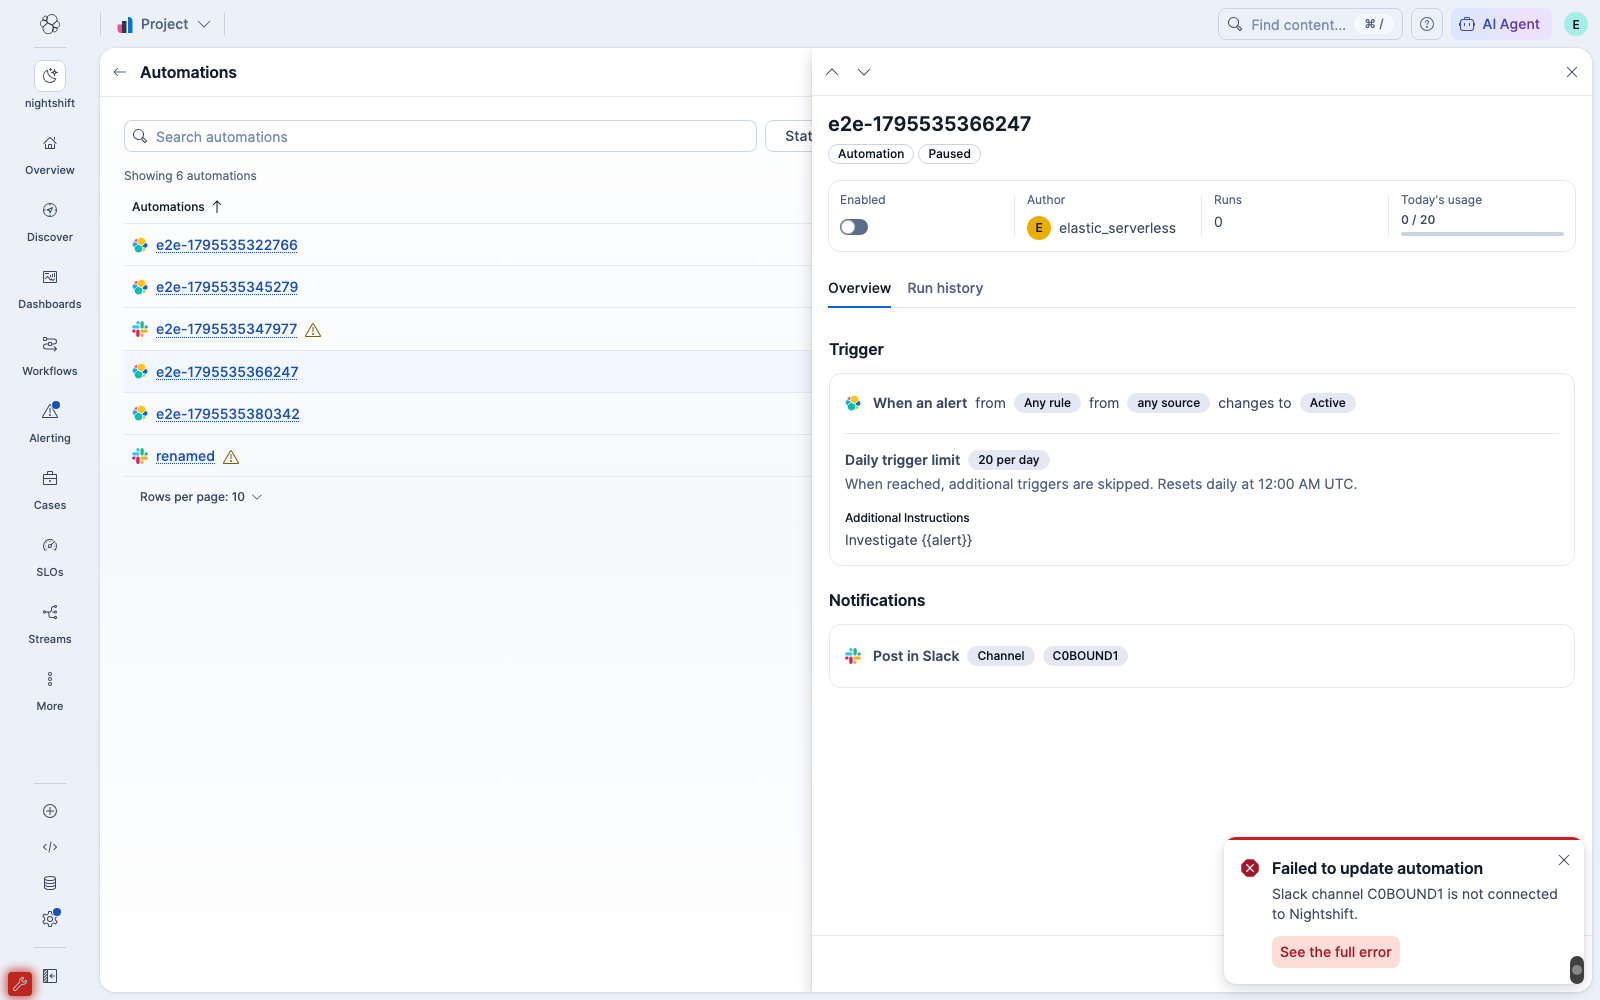 Project
Find content...
⌘ /
AI Agent
E
nightshift
Overview
Discover
Dashboards
Workflows
Alerting
Cases
SLOs
Streams
More
Automations
Search automations
Stat
Showing 6 automations
Automations
e2e-1795535322766
e2e-1795535345279
e2e-1795535347977
e2e-1795535366247
e2e-1795535380342
renamed
Rows per page: 10
e2e-1795535366247
Automation Paused
Enabled
Author
E elastic_serverless
Runs
0
Today's usage
0 / 20
Overview Run history
Trigger
When an alert from Any rule from any source changes to Active
Daily trigger limit 20 per day
When reached, additional triggers are skipped. Resets daily at 12:00 AM UTC.
Additional Instructions
Investigate {{alert}}
Notifications
Post in Slack Channel C0BOUND1
Failed to update automation
Slack channel C0BOUND1 is not connected
to Nightshift.
See the full error